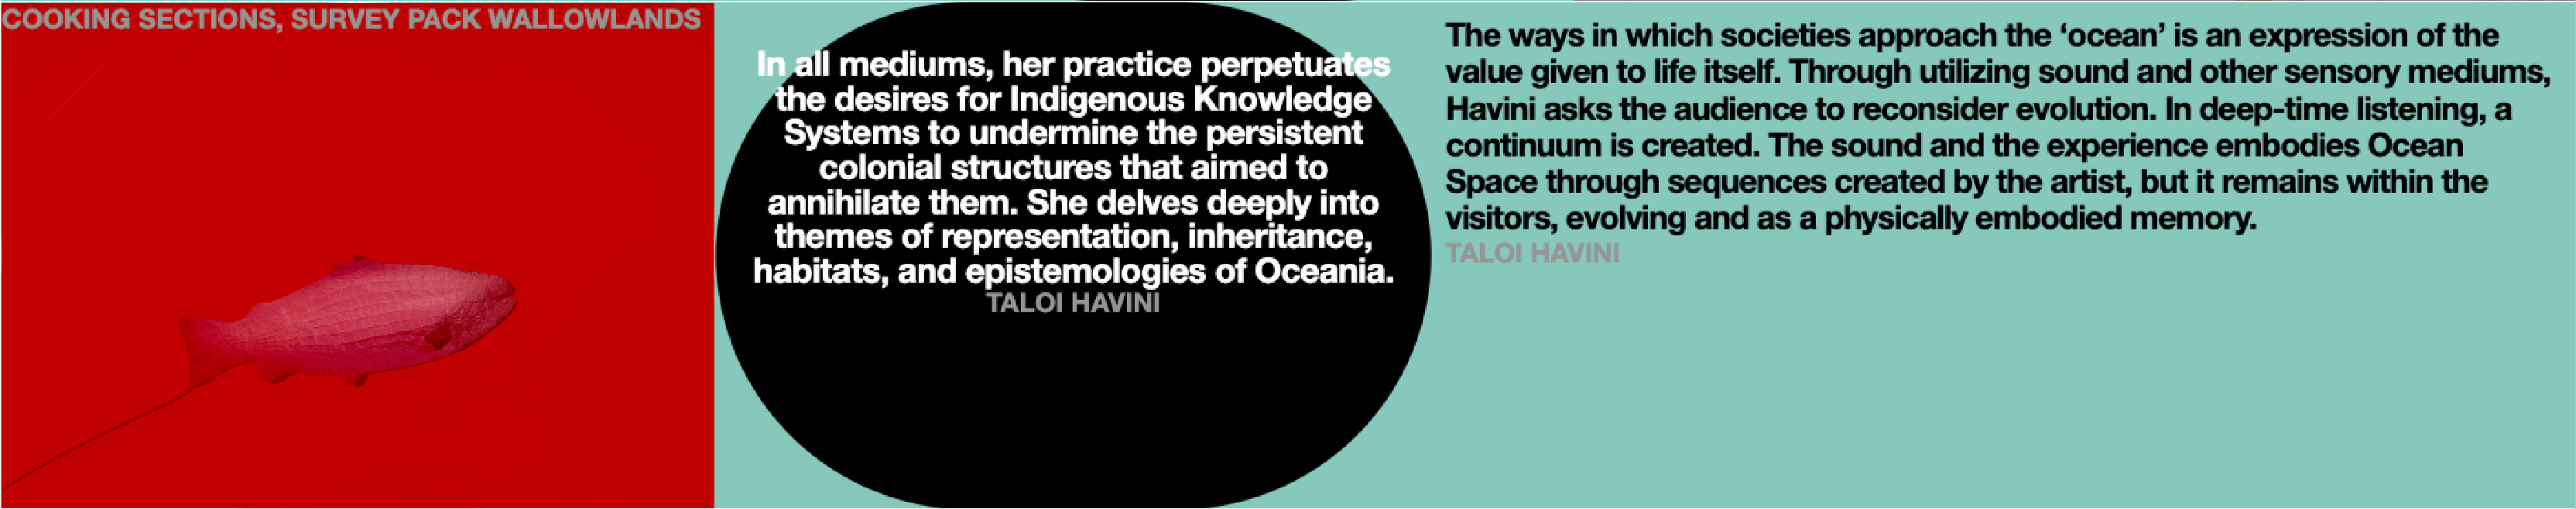 COOKING SECTIONS, SURVEY PACK WALLOWLANDS
In all mediums, her practice perpetuates
the desires for Indigenous Knowledge
Systems to undermine the persistent
colonial structures that aimed to
annihilate them. She delves deeply into
themes of representation, inheritance,
habitats, and epistemologies of Oceania.
TALOI HAVINI
The ways in which societies approach the ‘ocean’ is an expression of the
value given to life itself. Through utilizing sound and other sensory mediums,
Havini asks the audience to reconsider evolution. In deep-time listening, a
continuum is created. The sound and the experience embodies Ocean
Space through sequences created by the artist, but it remains within the
visitors, evolving and as a physically embodied memory.
TALOI HAVINI